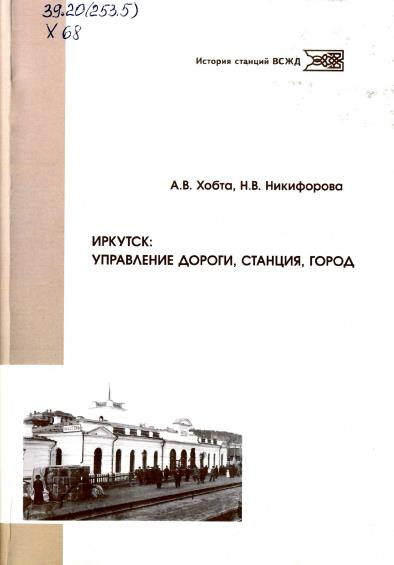 39.20(253.5)
Х 68
История станций ВСЖД
А.В. Хобта, Н.В. Никифорова
ИРКУТСК:
УПРАВЛЕНИЕ ДОРОГИ, СТАНЦИЯ, ГОРОД